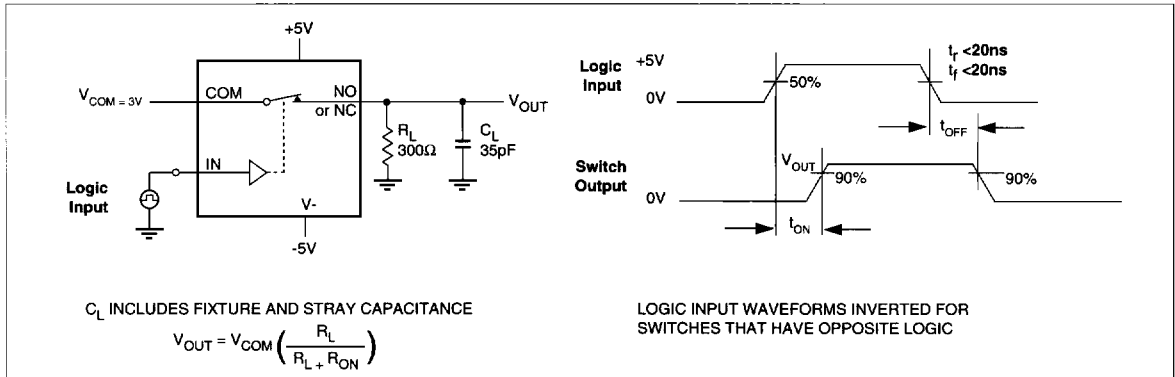 +5V
V_COM = 3V
COM
NO
or NC
V_OUT
R_L
300Ω
C_L
35pF
IN
Logic
Input
V-
-5V
C_L INCLUDES FIXTURE AND STRAY CAPACITANCE
V_OUT = V_COM ( R_L / R_L + R_ON )
Logic
Input
+5V
0V
50%
t_r <20ns
t_f <20ns
t_OFF
Switch
Output
V_OUT
0V
90%
90%
t_ON
LOGIC INPUT WAVEFORMS INVERTED FOR
SWITCHES THAT HAVE OPPOSITE LOGIC